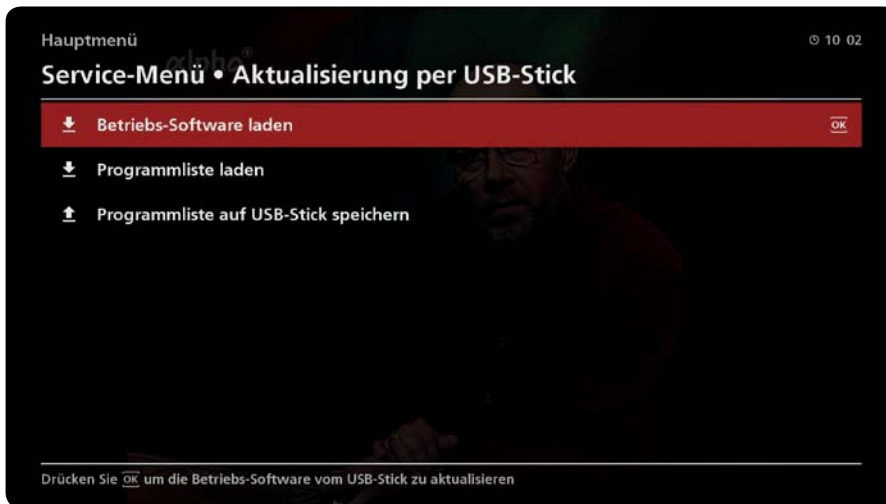 Hauptmenü
10 02
alpha®
Service-Menü • Aktualisierung per USB-Stick
Betriebs-Software laden
OK
Programmliste laden
Programmliste auf USB-Stick speichern
Drücken Sie OK um die Betriebs-Software vom USB-Stick zu aktualisieren